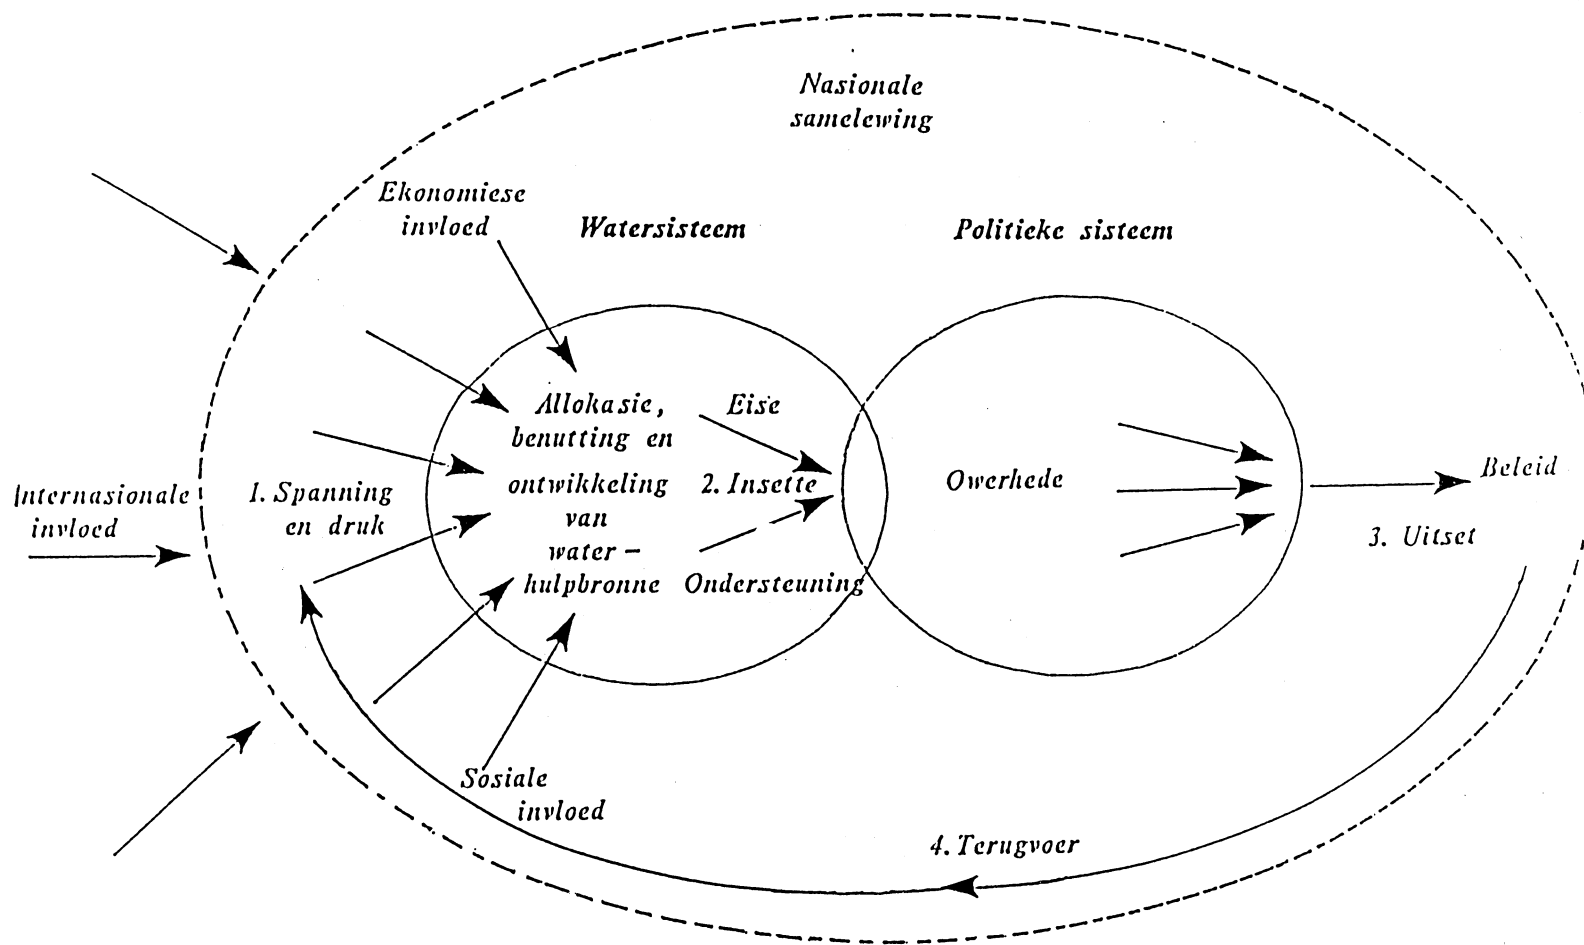 Nasionale
samelewing
Ekonomiese
invloed
Watersisteem
Politieke sisteem
Allokasie,
benutting en
ontwikkeling
van
water –
hulpbronne
Eise
2. Insette
Ondersteuning
Owerhede
Beleid
3. Uitset
Internasionale
invloed
1. Spanning
en druk
Sosiale
invloed
4. Terugvoer